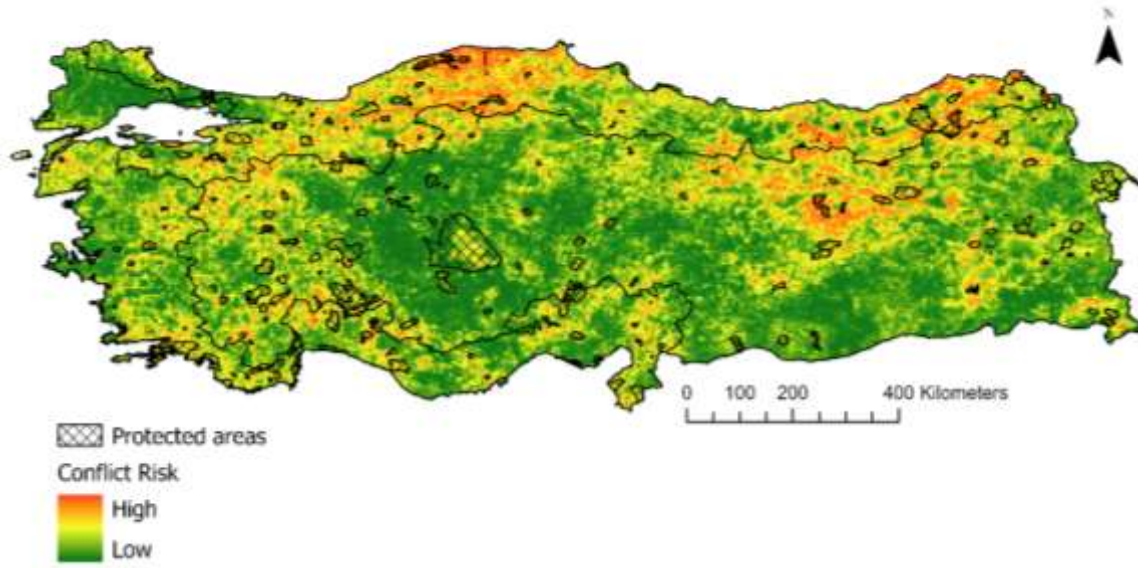 N
0 100 200 400 Kilometers
Protected areas
Conflict Risk
High
Low